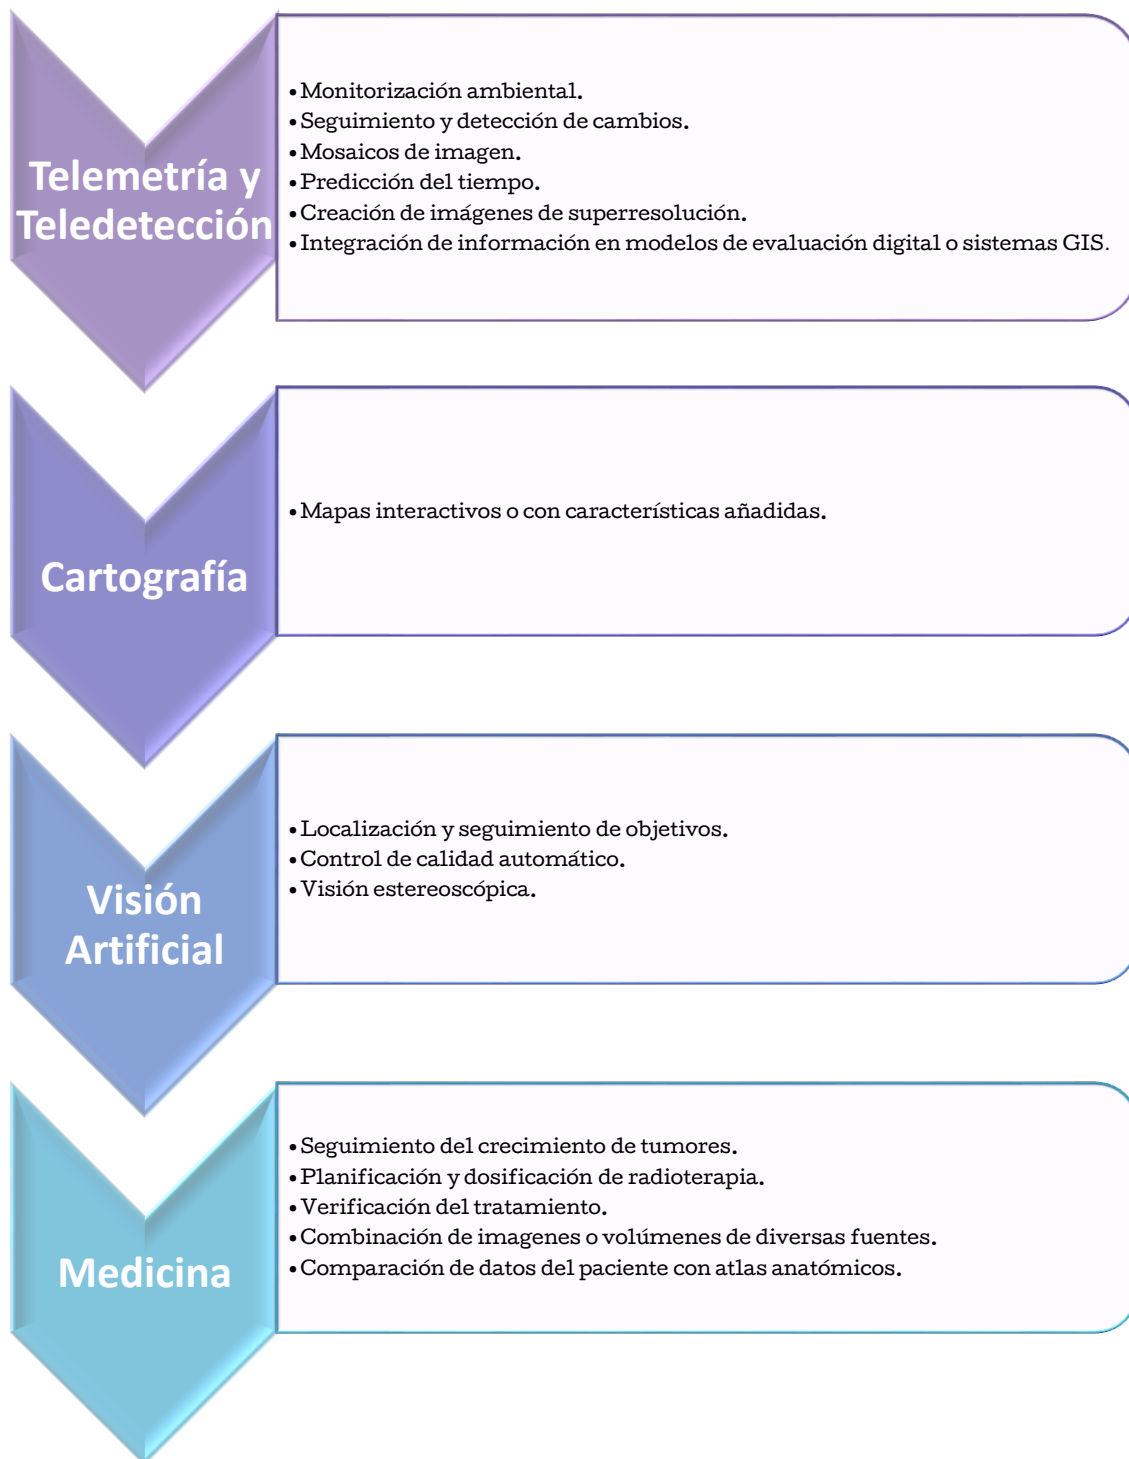 Telemetría y
Teledetección
• Monitorización ambiental.
• Seguimiento y detección de cambios.
• Mosaicos de imagen.
• Predicción del tiempo.
• Creación de imágenes de superresolución.
• Integración de información en modelos de evaluación digital o sistemas GIS.
Cartografía
• Mapas interactivos o con características añadidas.
Visión
Artificial
• Localización y seguimiento de objetivos.
• Control de calidad automático.
• Visión estereoscópica.
Medicina
• Seguimiento del crecimiento de tumores.
• Planificación y dosificación de radioterapia.
• Verificación del tratamiento.
• Combinación de imagenes o volúmenes de diversas fuentes.
• Comparación de datos del paciente con atlas anatómicos.